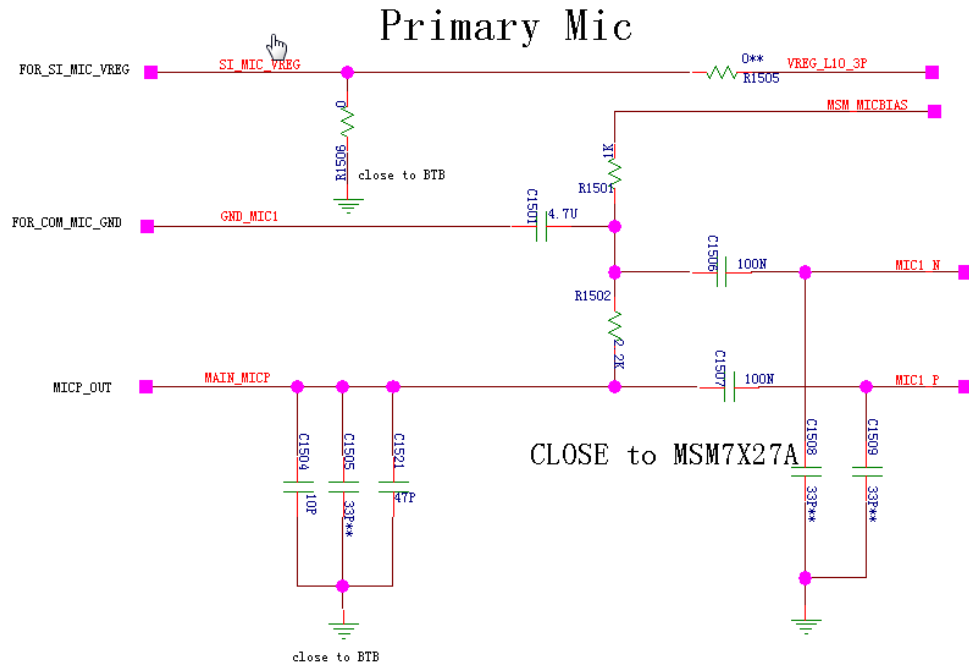 Primary Mic
FOR_SI_MIC_VREG
SI_MIC_VREG
0**
R1505
VREG_L10_3P
MSM_MICBIAS
0
R1506
close to BTB
1K
R1501
FOR_COM_MIC_GND
GND_MIC1
C1501
4.7U
C1506
100N
MIC1_N
R1502
2.2K
MICP_OUT
MAIN_MICP
C1507
100N
MIC1_P
CLOSE to MSM7X27A
C1504
10P
C1505
33P**
C1521
47P
C1508
33P**
C1509
33P**
close to BTB